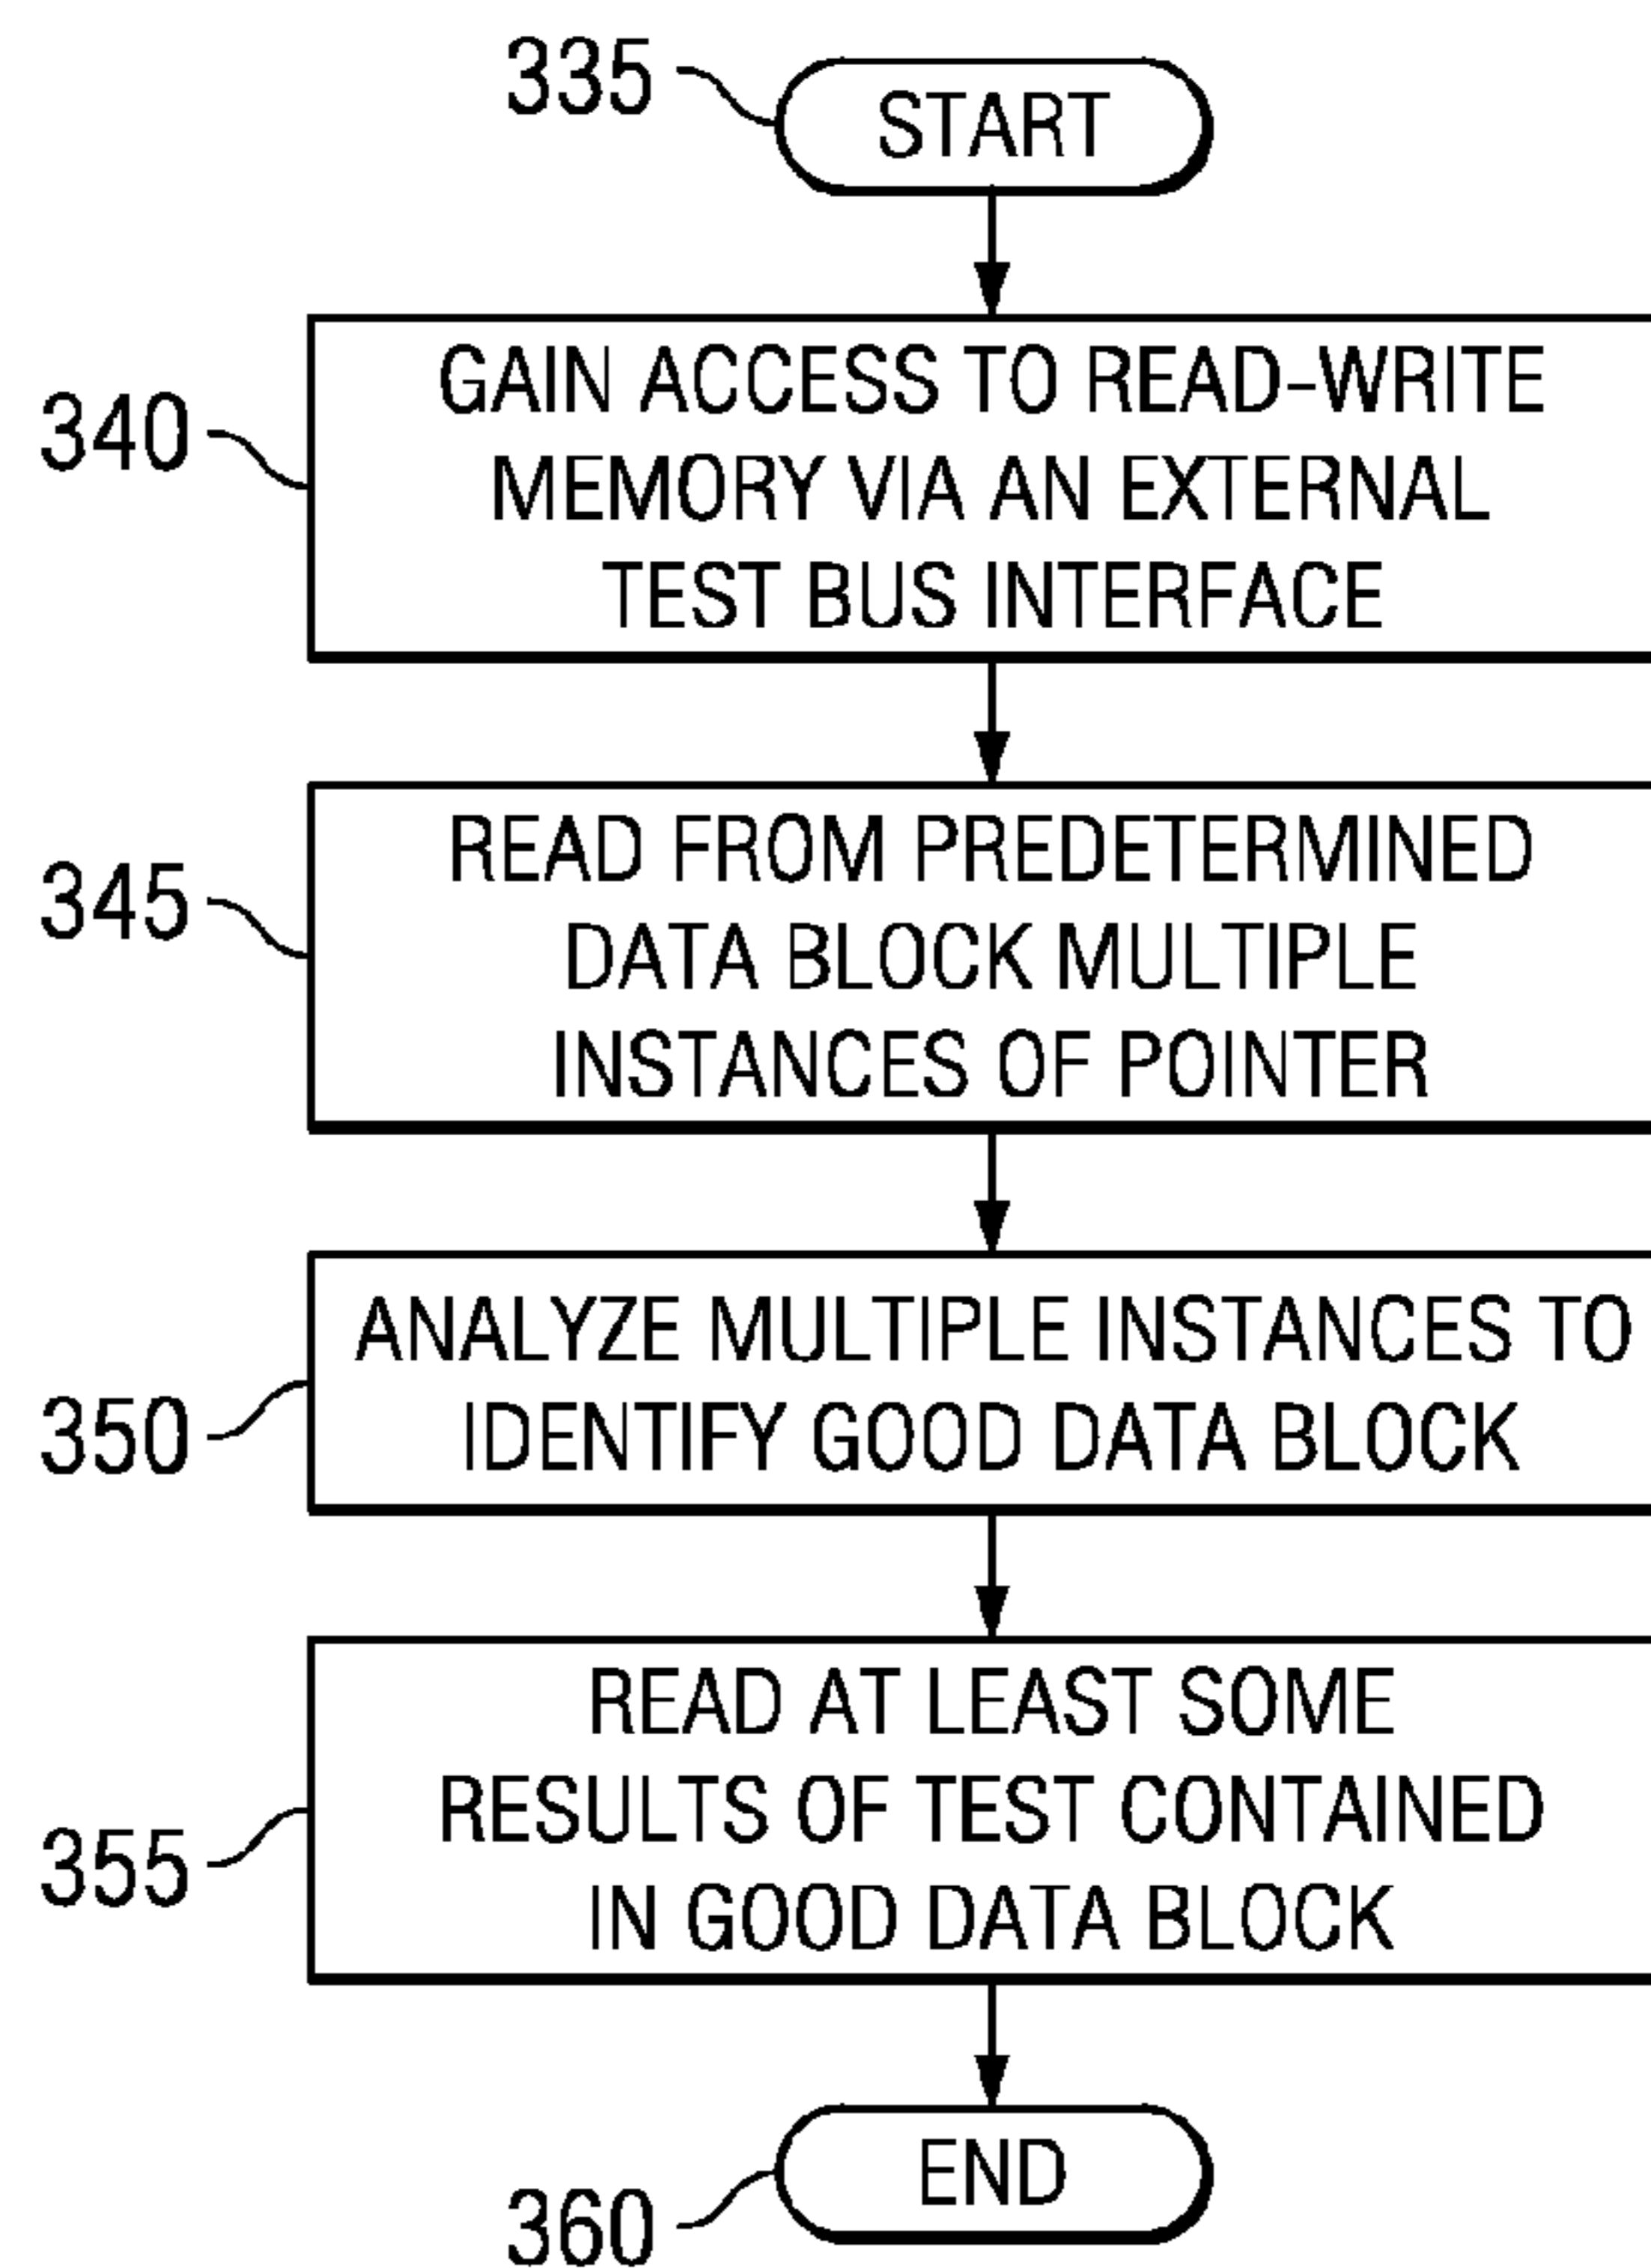 335
START
340
GAIN ACCESS TO READ-WRITE
MEMORY VIA AN EXTERNAL
TEST BUS INTERFACE
345
READ FROM PREDETERMINED
DATA BLOCK MULTIPLE
INSTANCES OF POINTER
350
ANALYZE MULTIPLE INSTANCES TO
IDENTIFY GOOD DATA BLOCK
355
READ AT LEAST SOME
RESULTS OF TEST CONTAINED
IN GOOD DATA BLOCK
360
END